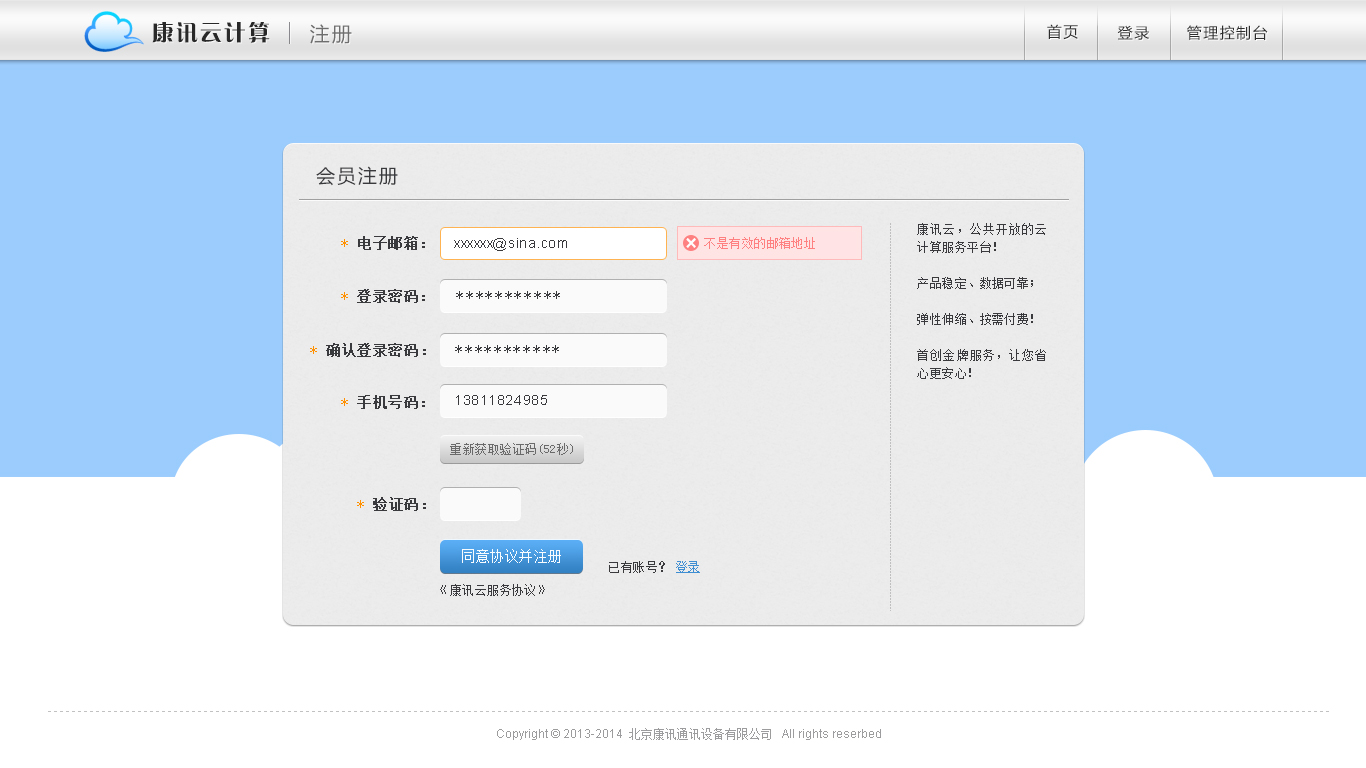 康讯云计算 注册 首页 登录 管理控制台
会员注册
* 电子邮箱： xxxxxx@sina.com 不是有效的邮箱地址
* 登录密码： ***********
* 确认登录密码： ***********
* 手机号码： 13811824985
重新获取验证码(52秒)
* 验证码：
同意协议并注册 已有账号？ 登录
《康讯云服务协议》
康讯云，公共开放的云
计算服务平台！
产品稳定、数据可靠；
弹性伸缩、按需付费！
首创金牌服务，让您省
心更安心！
Copyright © 2013-2014 北京康讯通讯设备有限公司 All rights reserbed